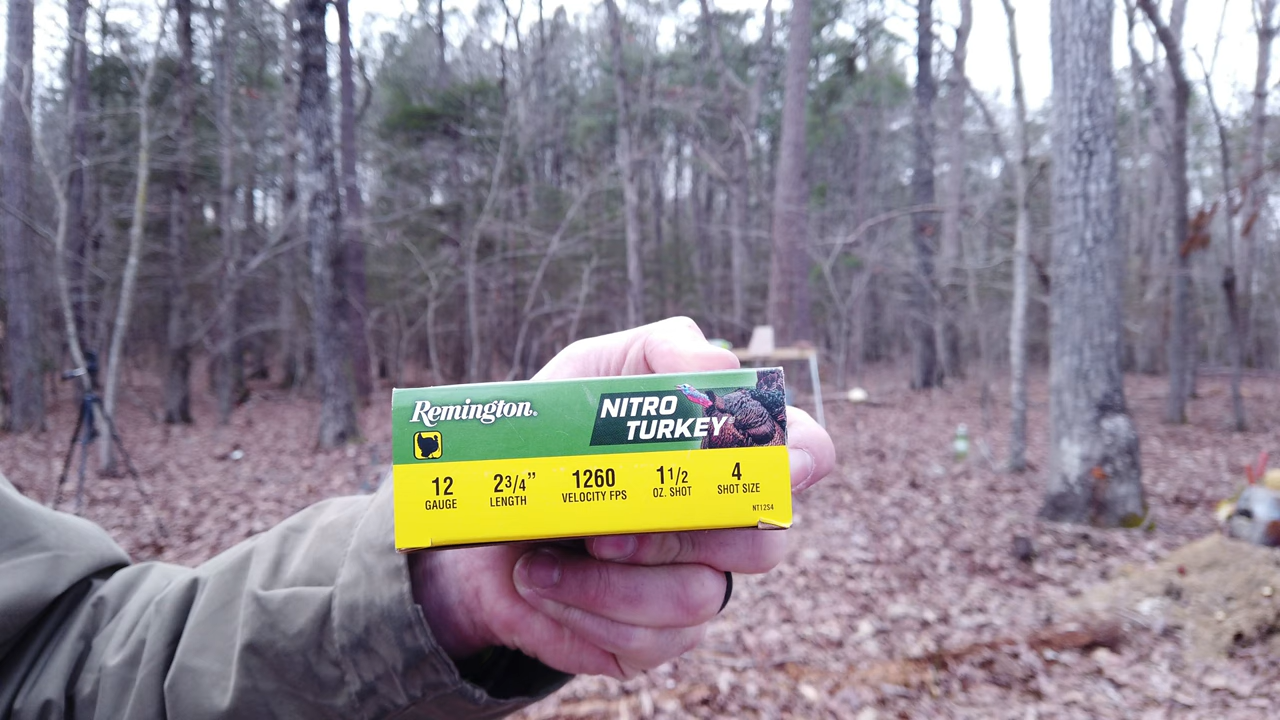 Remington.
NITRO
TURKEY
12 2 3/4" 1260 1 1/2 4
GAUGE LENGTH VELOCITY FPS OZ. SHOT SHOT SIZE
NT12S4